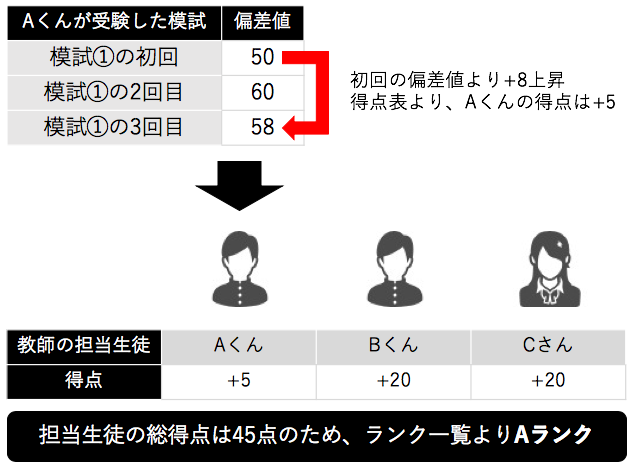 Aくんが受験した模試 偏差値
模試①の初回 50
模試①の2回目 60
模試①の3回目 58
初回の偏差値より+8上昇
得点表より、Aくんの得点は+5
教師の担当生徒 Aくん Bくん Cさん
得点 +5 +20 +20
担当生徒の総得点は45点のため、ランク一覧よりAランク